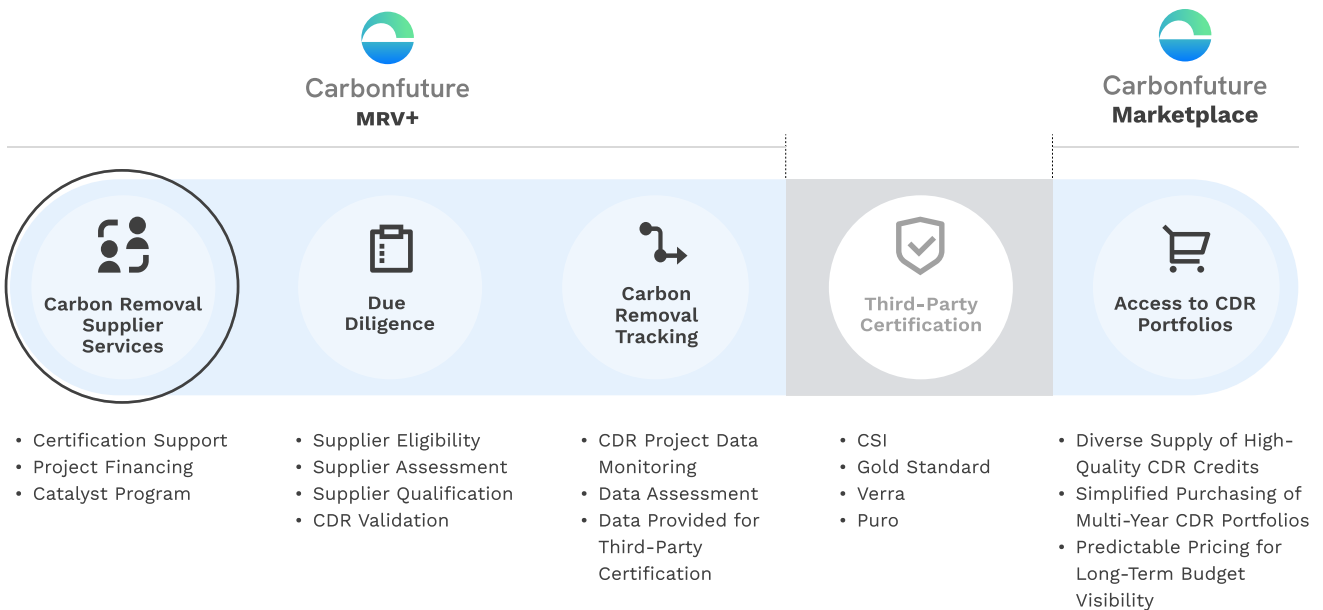 Carbonfuture
MRV+
Carbonfuture
Marketplace
Carbon Removal
Supplier
Services
Due
Diligence
Carbon
Removal
Tracking
Third-Party
Certification
Access to CDR
Portfolios
• Certification Support
• Project Financing
• Catalyst Program
• Supplier Eligibility
• Supplier Assessment
• Supplier Qualification
• CDR Validation
• CDR Project Data
Monitoring
• Data Assessment
• Data Provided for
Third-Party
Certification
• CSI
• Gold Standard
• Verra
• Puro
• Diverse Supply of High-
Quality CDR Credits
• Simplified Purchasing of
Multi-Year CDR Portfolios
• Predictable Pricing for
Long-Term Budget
Visibility